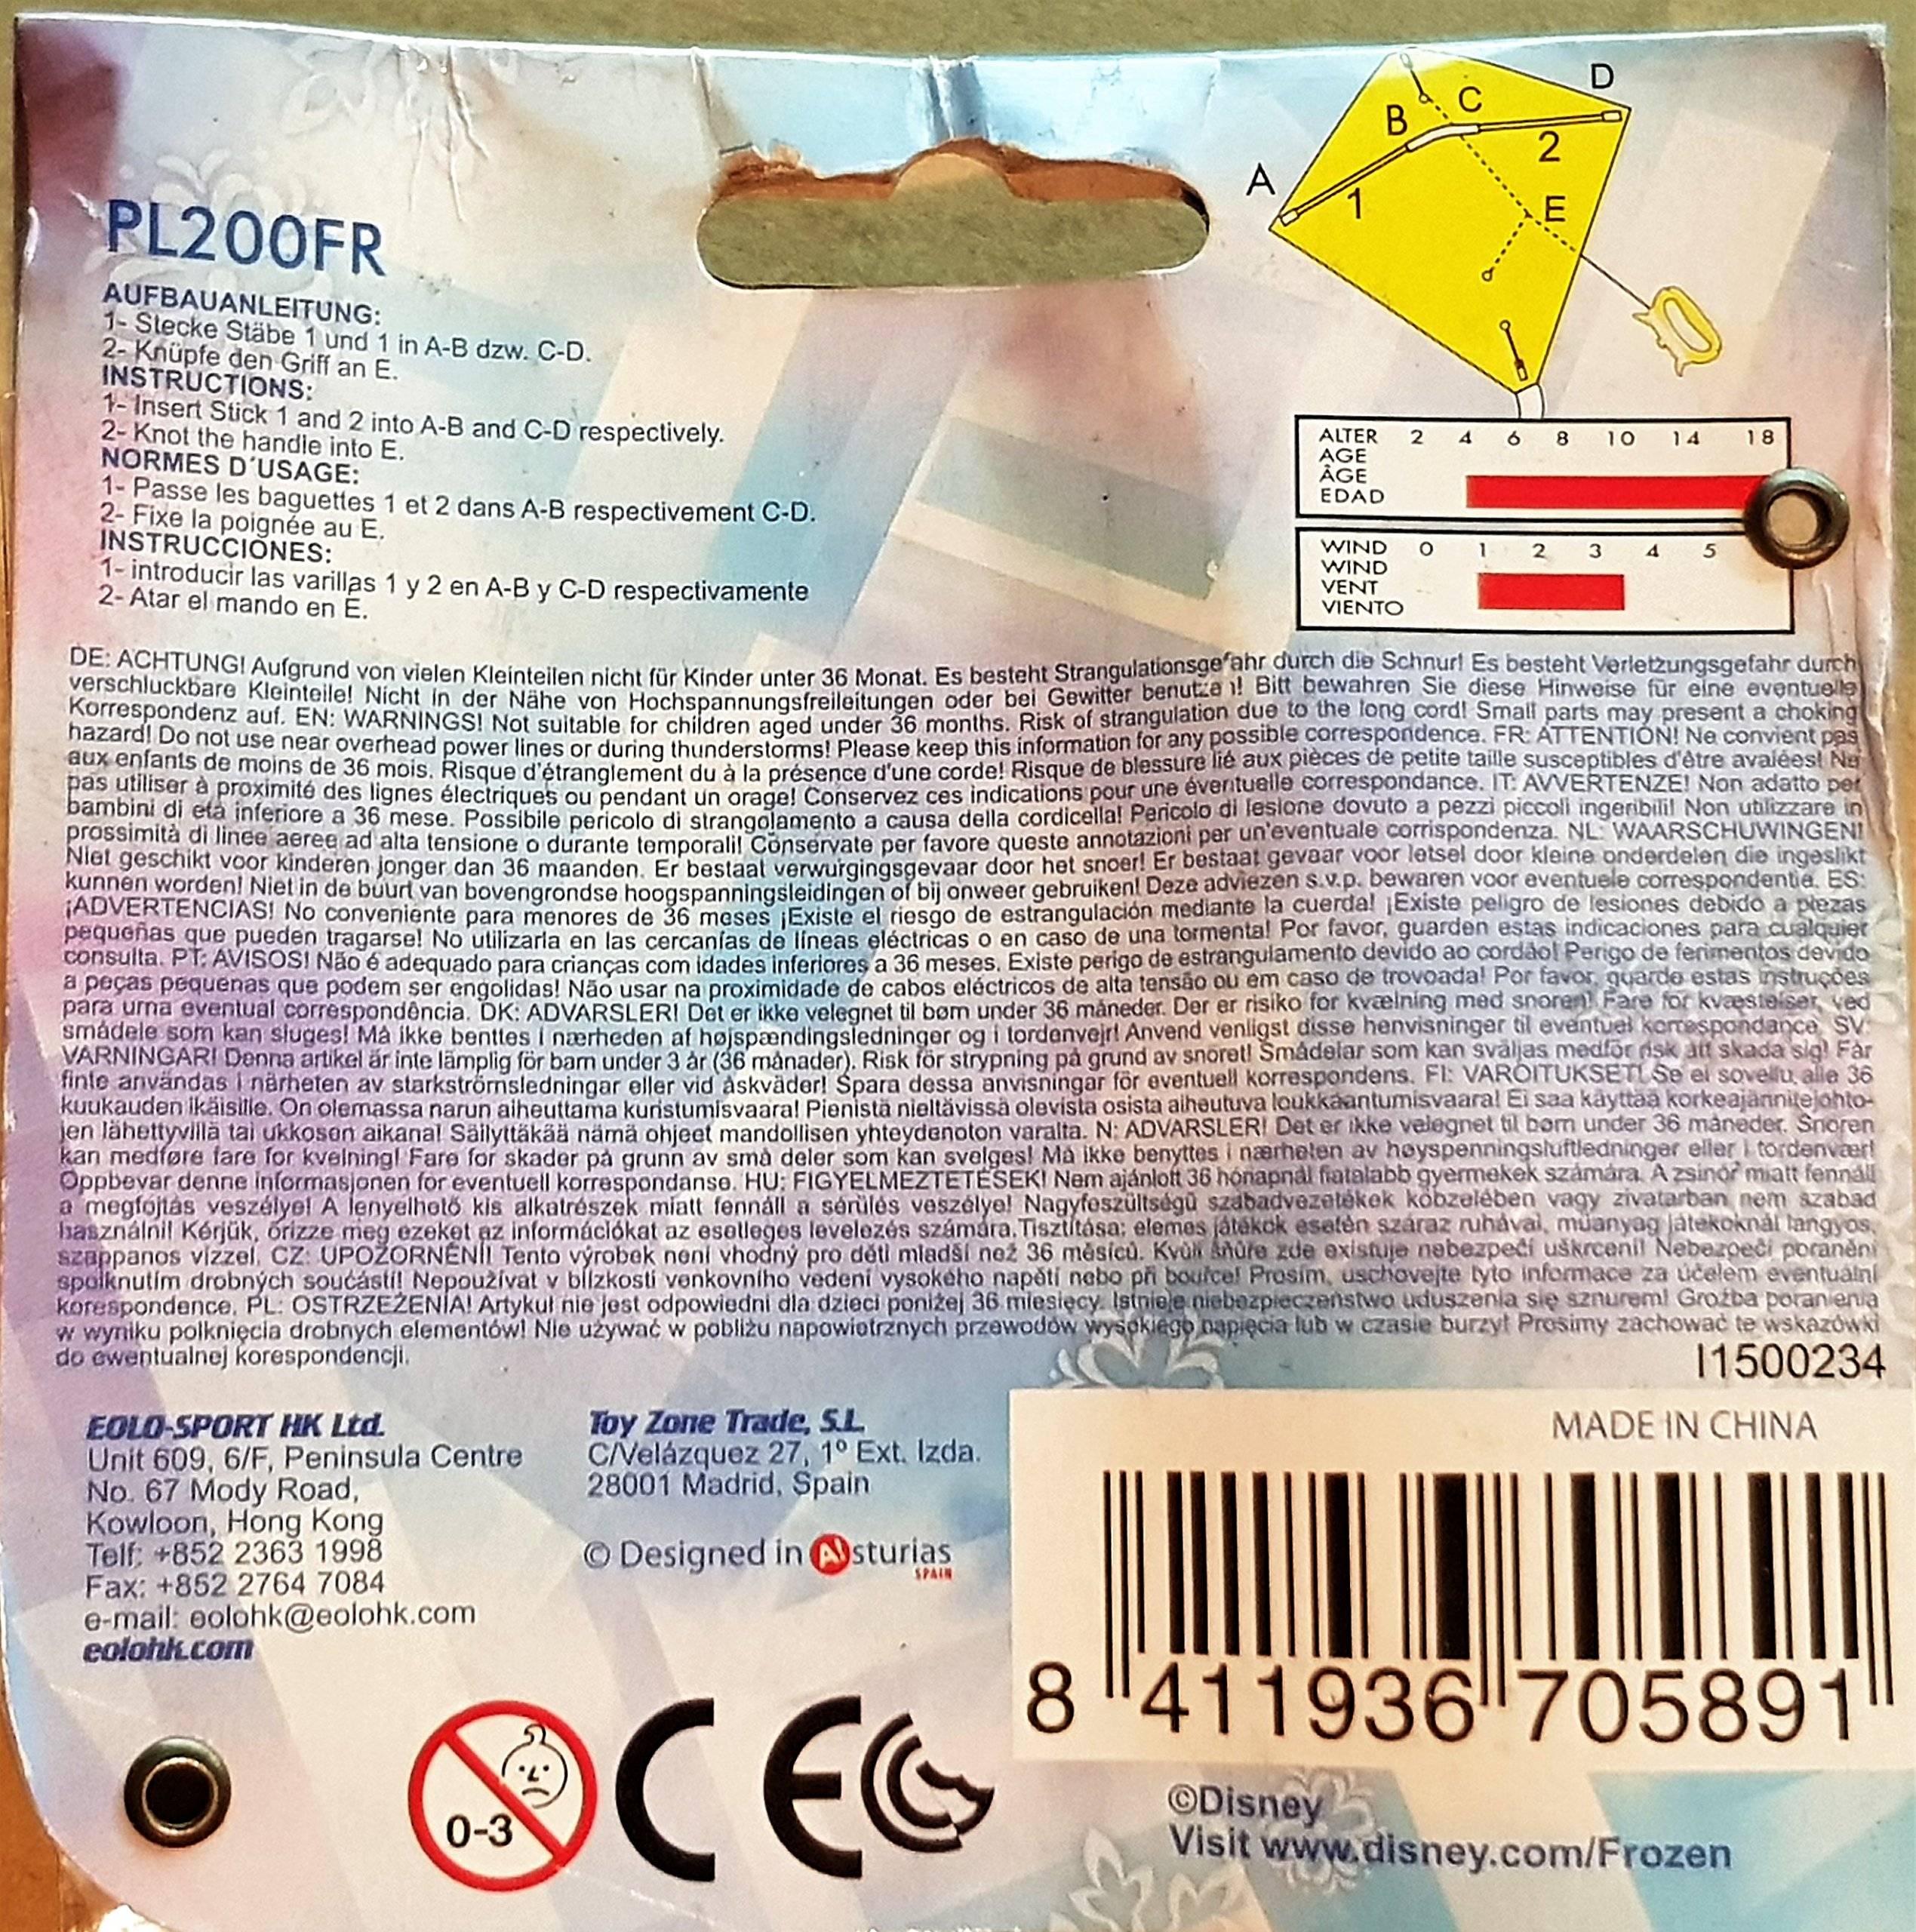 PL200FR
AUFBAUANLEITUNG:
1- Stecke Stäbe 1 und 1 in A-B dzw. C-D.
2- Knüpfe den Griff an E.
INSTRUCTIONS:
1- Insert Stick 1 and 2 into A-B and C-D respectively.
2- Knot the handle into E.
NORMES D'USAGE:
1- Passe les baguettes 1 et 2 dans A-B respectivement C-D.
2- Fixe la poignée au E.
INSTRUCCIONES:
1- introducir las varillas 1 y 2 en A-B y C-D respectivamente
2- Atar el mando en E.
A B C D E 1 2
ALTER 2 4 6 8 10 14 18
AGE
ÂGE
EDAD
WIND 0 1 2 3 4 5
WIND
VENT
VIENTO
DE: ACHTUNG! Aufgrund von vielen Kleinteilen nicht für Kinder unter 36 Monat. Es besteht Strangulationsgefahr durch die Schnur! Es besteht Verletzungsgefahr durch
verschluckbare Kleinteile! Nicht in der Nähe von Hochspannungsfreileitungen oder bei Gewitter Bitt bewahren Sie diese Hinweise für eine eventuelle
Korrespondenz auf. EN: WARNINGS! Not suitable for children aged under 36 months. Risk of strangulation due to the long cord! Small parts may present a choking
hazard! Do not use near overhead power lines or during thunderstorms! Please keep this information for any possible correspondence. FR: ATTENTION! Ne convient pas
aux enfants de moins de 36 mois. Risque d'étranglement du à la présence d'une corde! Risque de blessure lié aux pièces de petite taille susceptibles d'être avalées! Ne
pas utiliser à proximité des lignes électriques ou pendant un orage! Conservez ces indications pour une éventuelle correspondance. IT: AVVERTENZE! Non adatto per
bambini di età inferiore a 36 mese. Possibile pericolo di strangolamento a causa della cordicella! Pericolo di lesione dovuto a pezzi piccoli ingeribili! Non utilizzare in
prossimità di linee aeree ad alta tensione o durante temporali! Conservate per favore queste annotazioni per un'eventuale corrispondenza. NL: WAARSCHUWINGEN!
Niet geschikt voor kinderen jonger dan 36 maanden. Er bestaat verwurgingsgevaar door het snoer! Er bestaat gevaar voor letsel door kleine onderdelen die ingeslikt
kunnen worden! Niet in de buurt van bovengrondse hoogspanningsleidingen of bij onweer gebruiken! Deze adviezen s.v.p. bewaren voor eventuele correspondentie. ES:
¡ADVERTENCIAS! No conveniente para menores de 36 meses ¡Existe el riesgo de estrangulación mediante la cuerda! ¡Existe peligro de lesiones debido a piezas
pequeñas que pueden tragarse! No utilizarla en las cercanías de líneas eléctricas o en caso de una tormenta! Por favor, guarden estas indicaciones para cualquier
consulta. PT: AVISOS! Não é adequado para crianças com idades inferiores a 36 meses. Existe perigo de estrangulamento devido ao cordão! Perigo de ferimentos devido
a peças pequenas que podem ser engolidas! Não usar na proximidade de cabos eléctricos de alta tensão ou em caso de trovoada! Por favor, guarde estas instruções
para uma eventual correspondência. DK: ADVARSLER! Det er ikke velegnet til børn under 36 måneder. Der er risiko for kvælning med snoren! Fare for kvæstelser, ved
smådele som kan sluges! Må ikke benttes i nærheden af højspændingsledninger og i tordenvejr! Anvend venligst disse henvisninger til eventuel korrespondance. SV:
VARNINGAR! Denna artikel är inte lämplig för barn under 3 år (36 månader). Risk för strypning på grund av snöret! Smådelar som kan sväljas medför risk att skada sig! Får
finte användas i närheten av starkströmsledningar eller vid åskväder! Spara dessa anvisningar för eventuell korrespondens. FI: VAROITUKSET! Se ei sovellu alle 36
kuukauden ikäisille. On olemassa narun aiheuttama kuristumisvaara! Pienistä nieltävissä olevista osista aiheutuva loukkaantumisvaara! Ei saa käyttää korkeajännitejohto-
jen lähettyvillä tai ukkosen aikana! Säilyttäkää nämä ohjeet mandollisen yhteydenoton varalta. N: ADVARSLER! Det er ikke velegnet til børn under 36 måneder. Snoren
kan medføre fare for kvelning! Fare for skader på grunn av små deler som kan svelges! Må ikke benyttes i nærheten av høyspenningsluftledninger eller i tordenvær!
Oppbevar denne informasjonen for eventuell korrespondanse. HU: FIGYELMEZTETÉSEK! Nem ajánlott 36 hónapnál fiatalabb gyermekek számára. A zsinór miatt fennáll
a megfojtás veszélye! A lenyelhető kis alkatrészek miatt fennáll a sérülés veszélye! Nagyfeszültségű szabadvezetékek közelében vagy zivatarban nem szabad
használni! Kérjük, őrizze meg ezeket az információkat az esetleges levelezés számára. Tisztítása: elemes játékok esetén száraz ruhával, műanyag játékoknál langyos,
szappanos vízzel. CZ: UPOZORNĚNÍ! Tento výrobek není vhodný pro děti mladší než 36 měsíců. Kvůli šňůře zde existuje nebezpečí uškrcení! Nebezpečí poranění
spolknutím drobných součástí! Nepoužívat v blízkosti venkovního vedení vysokého napětí nebo při bouřce! Prosím, uschovejte tyto informace za účelem eventuální
korespondence. PL: OSTRZEŻENIA! Artykuł nie jest odpowiedni dla dzieci poniżej 36 miesięcy. Istnieje niebezpieczeństwo uduszenia się sznurem! Groźba poranienia
w wyniku połknięcia drobnych elementów! Nie używać w pobliżu napowietrznych przewodów wysokiego napięcia lub w czasie burzy! Prosimy zachować te wskazówki
do ewentualnej korespondencji.
I1500234
EOLO-SPORT HK Ltd.
Unit 609, 6/F, Peninsula Centre
No. 67 Mody Road,
Kowloon, Hong Kong
Telf: +852 2363 1998
Fax: +852 2764 7084
e-mail: eolohk@eolohk.com
eolohk.com
Toy Zone Trade, S.L
C/Velázquez 27, 1º Ext. Izda.
28001 Madrid, Spain
© Designed in Asturias
SPAIN
MADE IN CHINA
8 411936 705891
0-3
CE
©Disney
Visit www.disney.com/Frozen